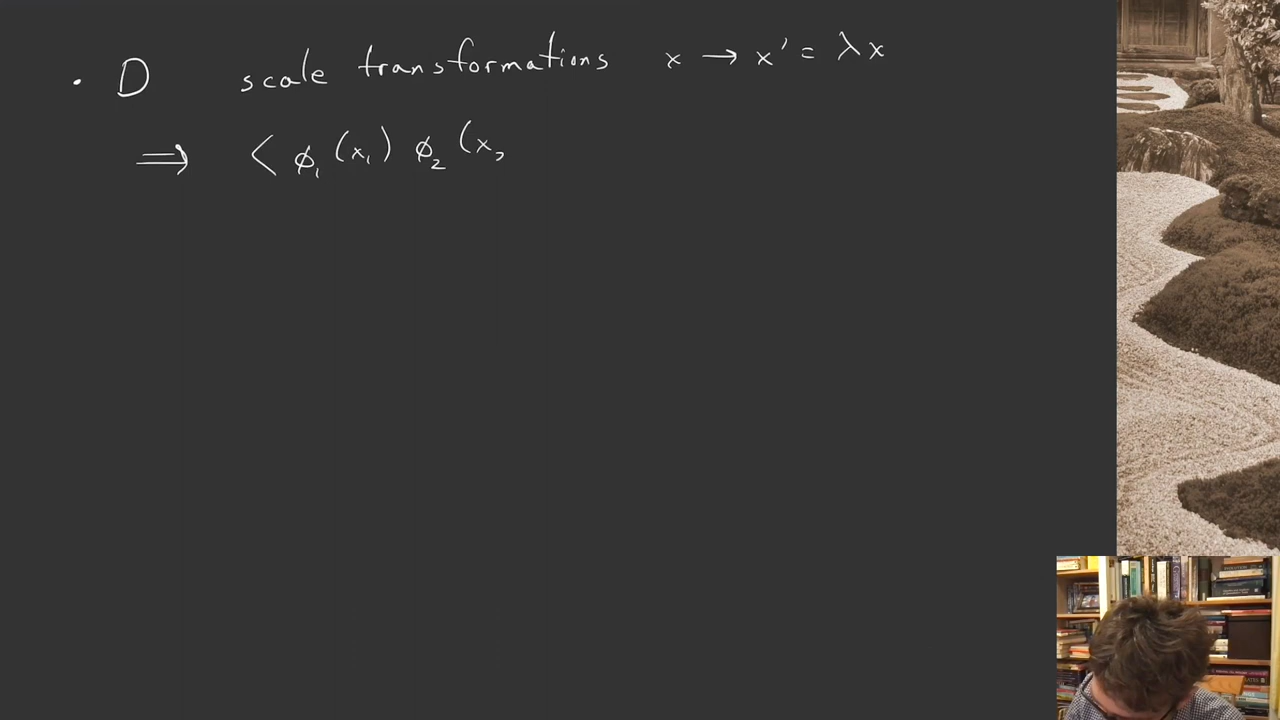 · D scale transformations x → x' = λx
⇒ < ϕ₁(x₁) ϕ₂(x₂